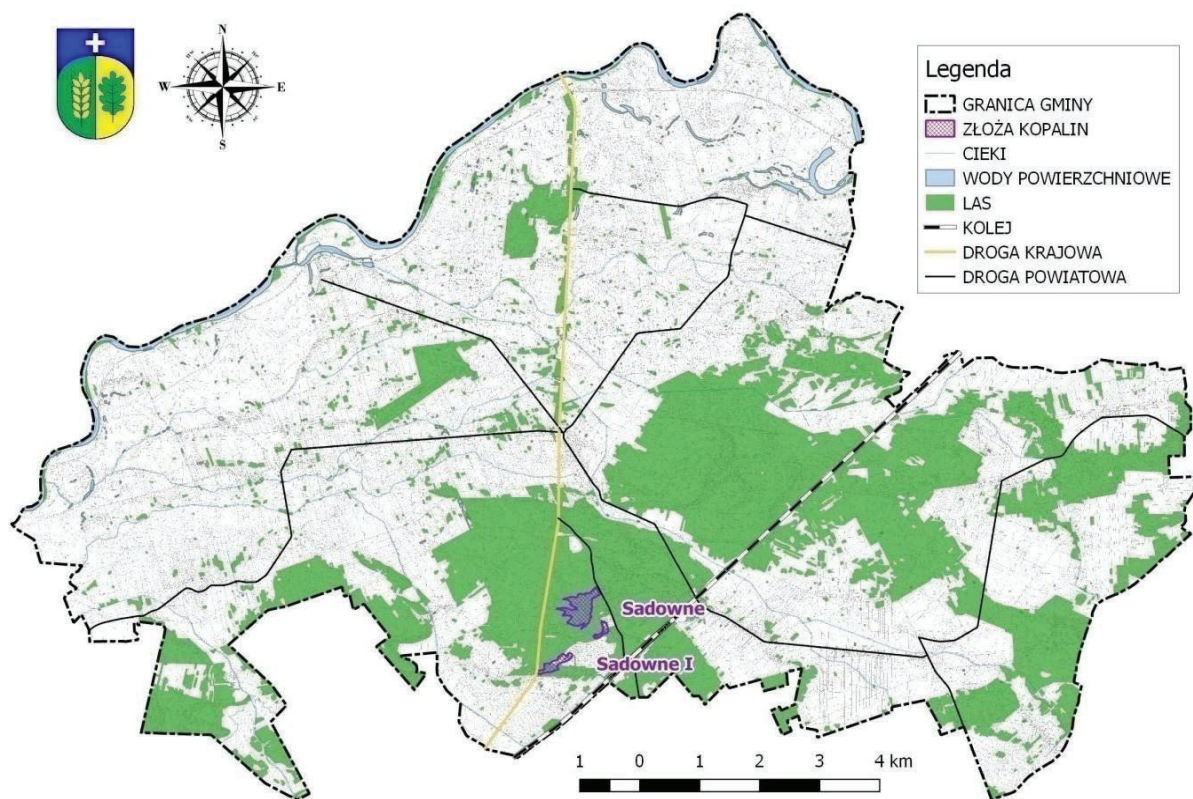 N
W E
S
Legenda
GRANICA GMINY
ZŁOŻA KOPALIN
CIEKI
WODY POWIERZCHNIOWE
LAS
KOLEJ
DROGA KRAJOWA
DROGA POWIATOWA
Sadowne
Sadowne I
1 0 1 2 3 4 km